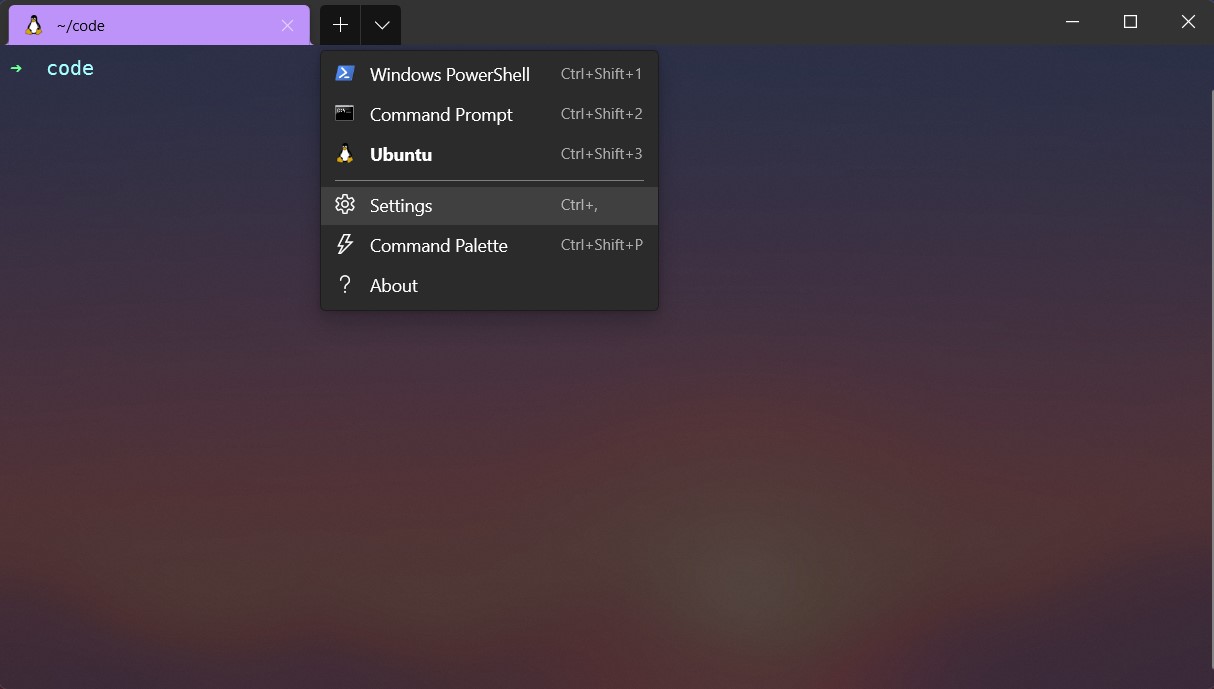 ~/code
→ code
Windows PowerShell Ctrl+Shift+1
Command Prompt Ctrl+Shift+2
Ubuntu Ctrl+Shift+3
Settings Ctrl+,
Command Palette Ctrl+Shift+P
About